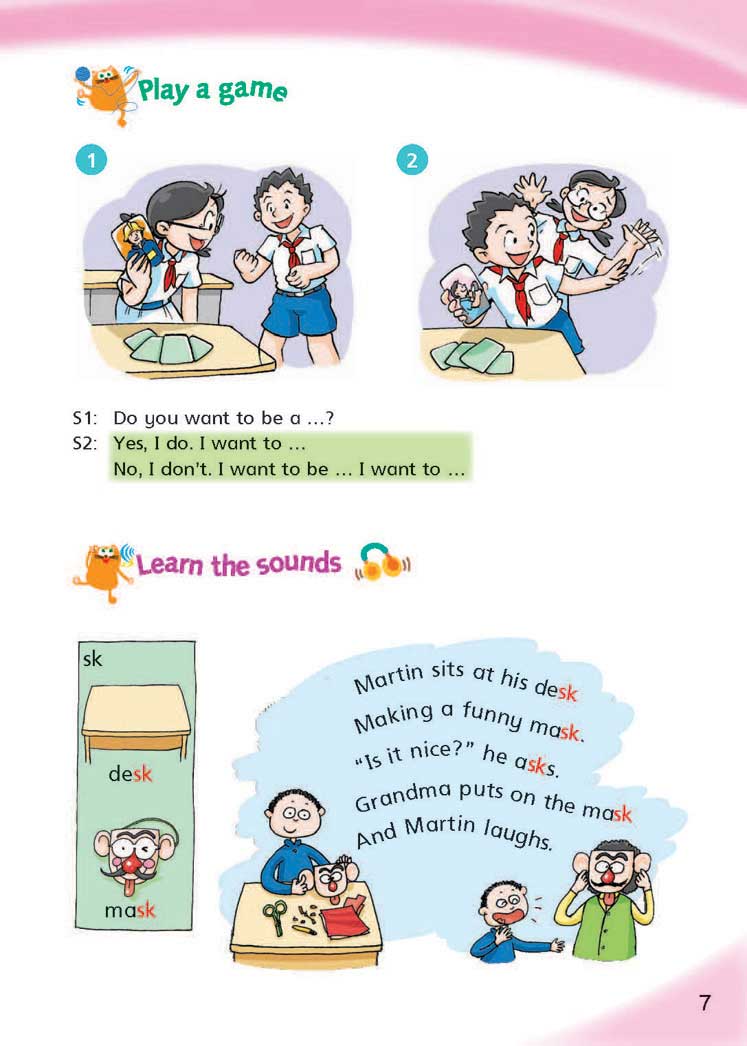 Play a game
1
2
S1: Do you want to be a ...?
S2: Yes, I do. I want to ...
No, I don't. I want to be ... I want to ...
Learn the sounds
sk
desk
mask
Martin sits at his desk
Making a funny mask.
“Is it nice?” he asks.
Grandma puts on the mask
And Martin laughs.
7